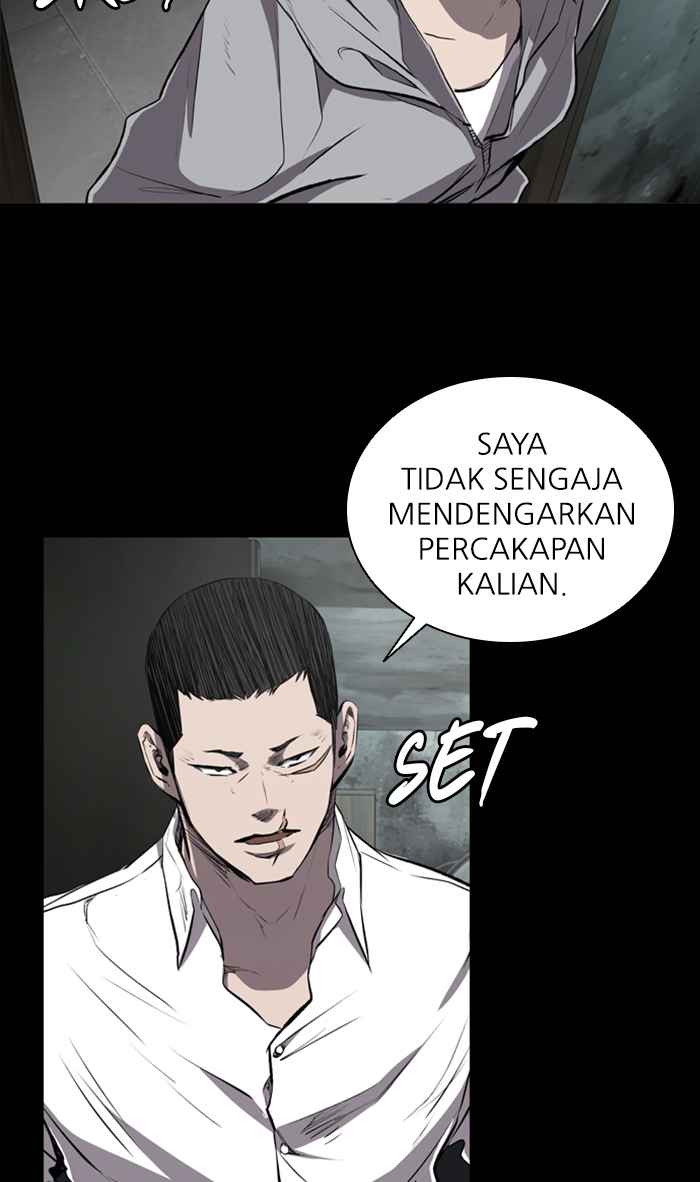 SAYA
TIDAK SENGAJA
MENDENGARKAN
PERCAKAPAN
KALIAN.
SET